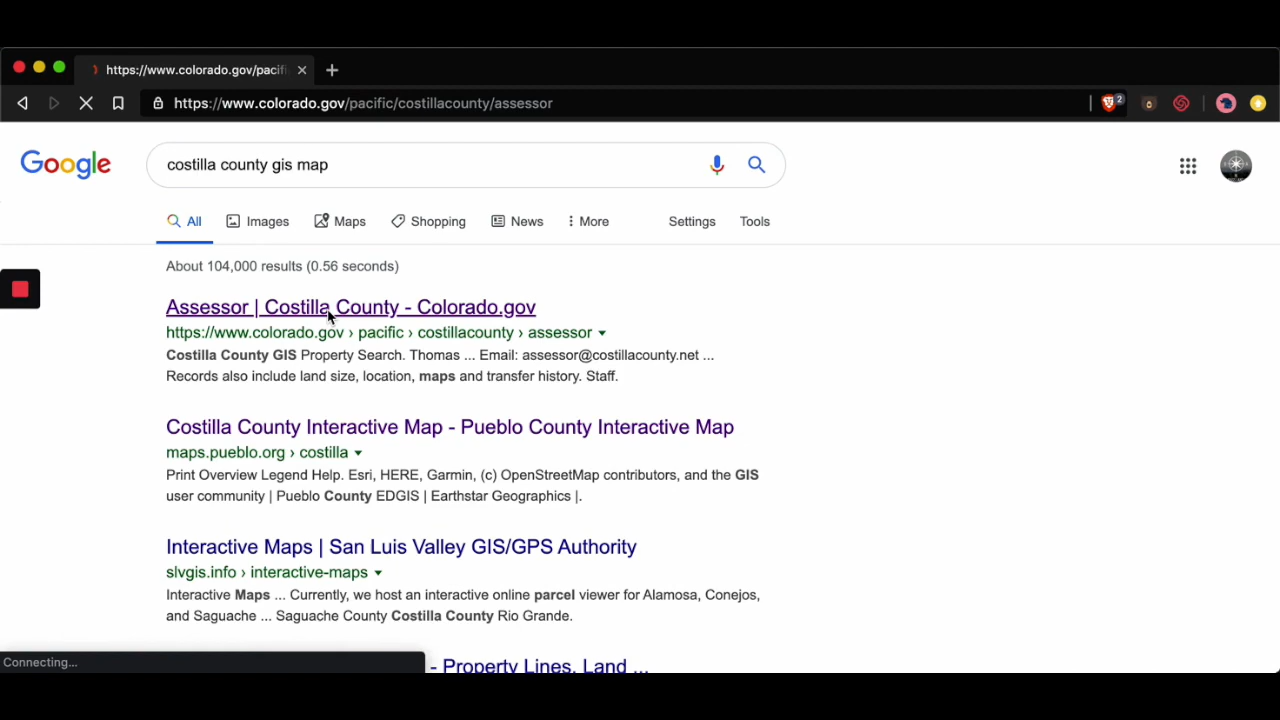 https://www.colorado.gov/pacifi
https://www.colorado.gov/pacific/costillacounty/assessor
2
Google
costilla county gis map
All
Images
Maps
Shopping
News
More
Settings
Tools
About 104,000 results (0.56 seconds)
Assessor | Costilla County - Colorado.gov
https://www.colorado.gov › pacific › costillacounty › assessor
Costilla County GIS Property Search. Thomas ... Email: assessor@costillacounty.net ...
Records also include land size, location, maps and transfer history. Staff.
Costilla County Interactive Map - Pueblo County Interactive Map
maps.pueblo.org › costilla
Print Overview Legend Help. Esri, HERE, Garmin, (c) OpenStreetMap contributors, and the GIS
user community | Pueblo County EDGIS | Earthstar Geographics |.
Interactive Maps | San Luis Valley GIS/GPS Authority
slvgis.info › interactive-maps
Interactive Maps ... Currently, we host an interactive online parcel viewer for Alamosa, Conejos,
and Saguache ... Saguache County Costilla County Rio Grande.
Connecting...
- Property Lines, Land ...